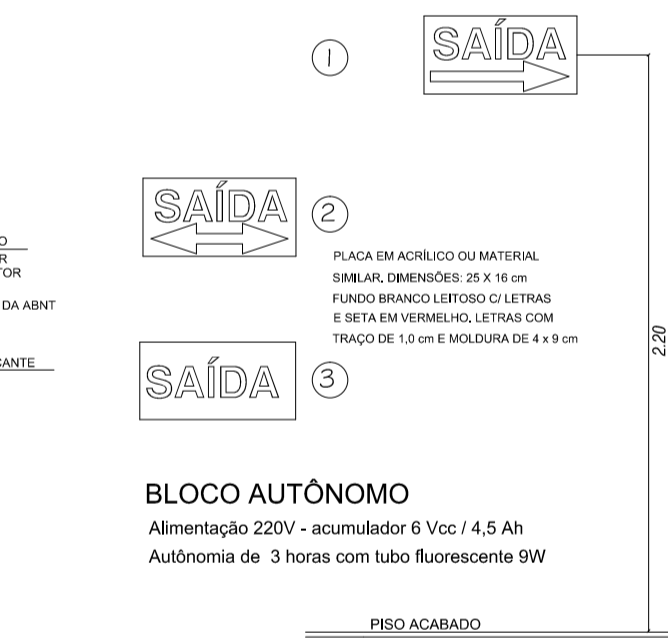 1
SAÍDA
SAÍDA
2
PLACA EM ACRÍLICO OU MATERIAL
SIMILAR, DIMENSÕES: 25 X 16 cm
FUNDO BRANCO LEITOSO C/ LETRAS
E SETA EM VERMELHO. LETRAS COM
TRAÇO DE 1,0 cm E MOLDURA DE 4 x 9 cm
DA ABNT
2.20
SAÍDA
3
BLOCO AUTÔNOMO
Alimentação 220V - acumulador 6 Vcc / 4,5 Ah
Autônomia de 3 horas com tubo fluorescente 9W
PISO ACABADO